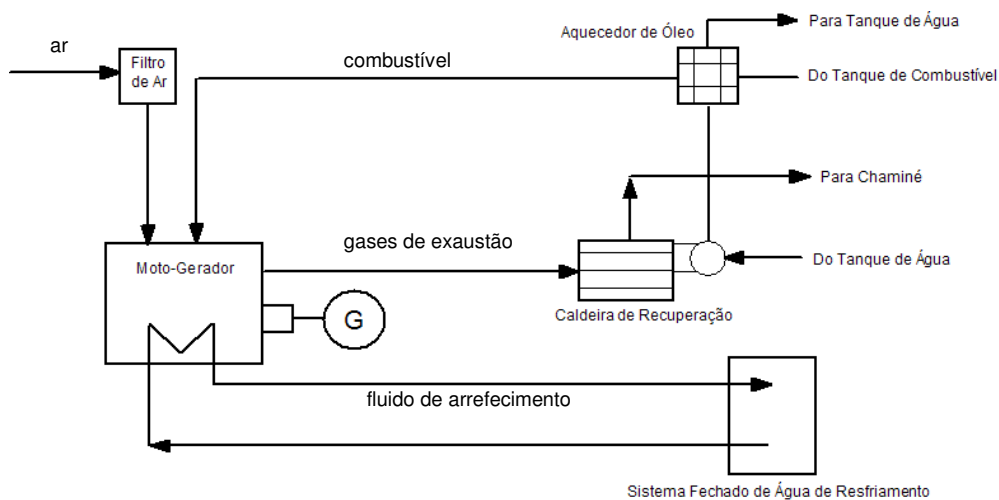 Para Tanque de Água
Aquecedor de Óleo
ar
Filtro
de Ar
combustível
Do Tanque de Combustível
Para Chaminé
gases de exaustão
Moto-Gerador
Do Tanque de Água
Caldeira de Recuperação
G
fluido de arrefecimento
Sistema Fechado de Água de Resfriamento